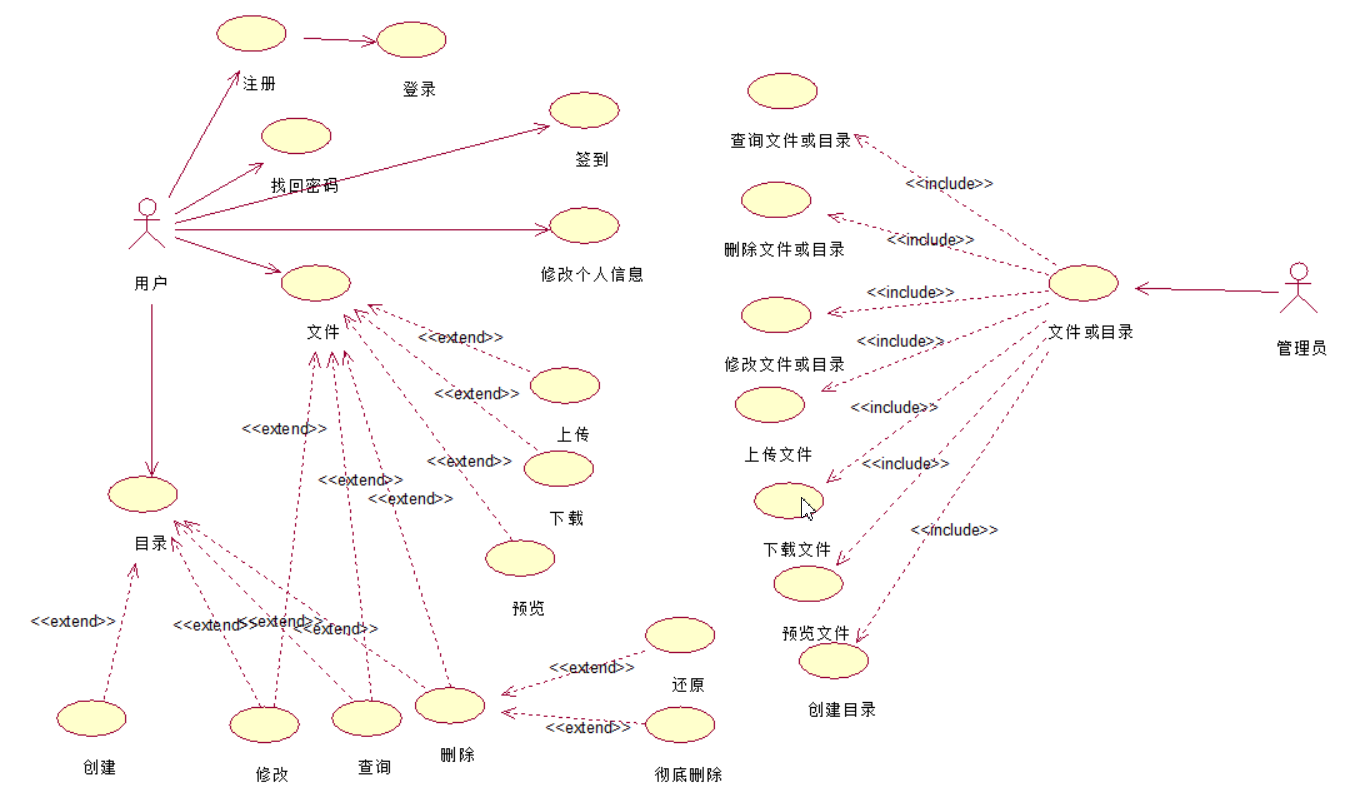 注册
登录
找回密码
签到
用户
修改个人信息
文件
<<extend>>
上传
<<extend>>
下载
<<extend>>
预览
<<extend>>
<<extend>>
<<extend>>
目录
<<extend>>
<<extend>>
<<extend>>
<<extend>>
创建
修改
查询
删除
<<extend>>
还原
<<extend>>
彻底删除
查询文件或目录
<<include>>
删除文件或目录
<<include>>
修改文件或目录
<<include>>
上传文件
<<include>>
下载文件
<<include>>
预览文件
<<include>>
创建目录
<<include>>
文件或目录
管理员